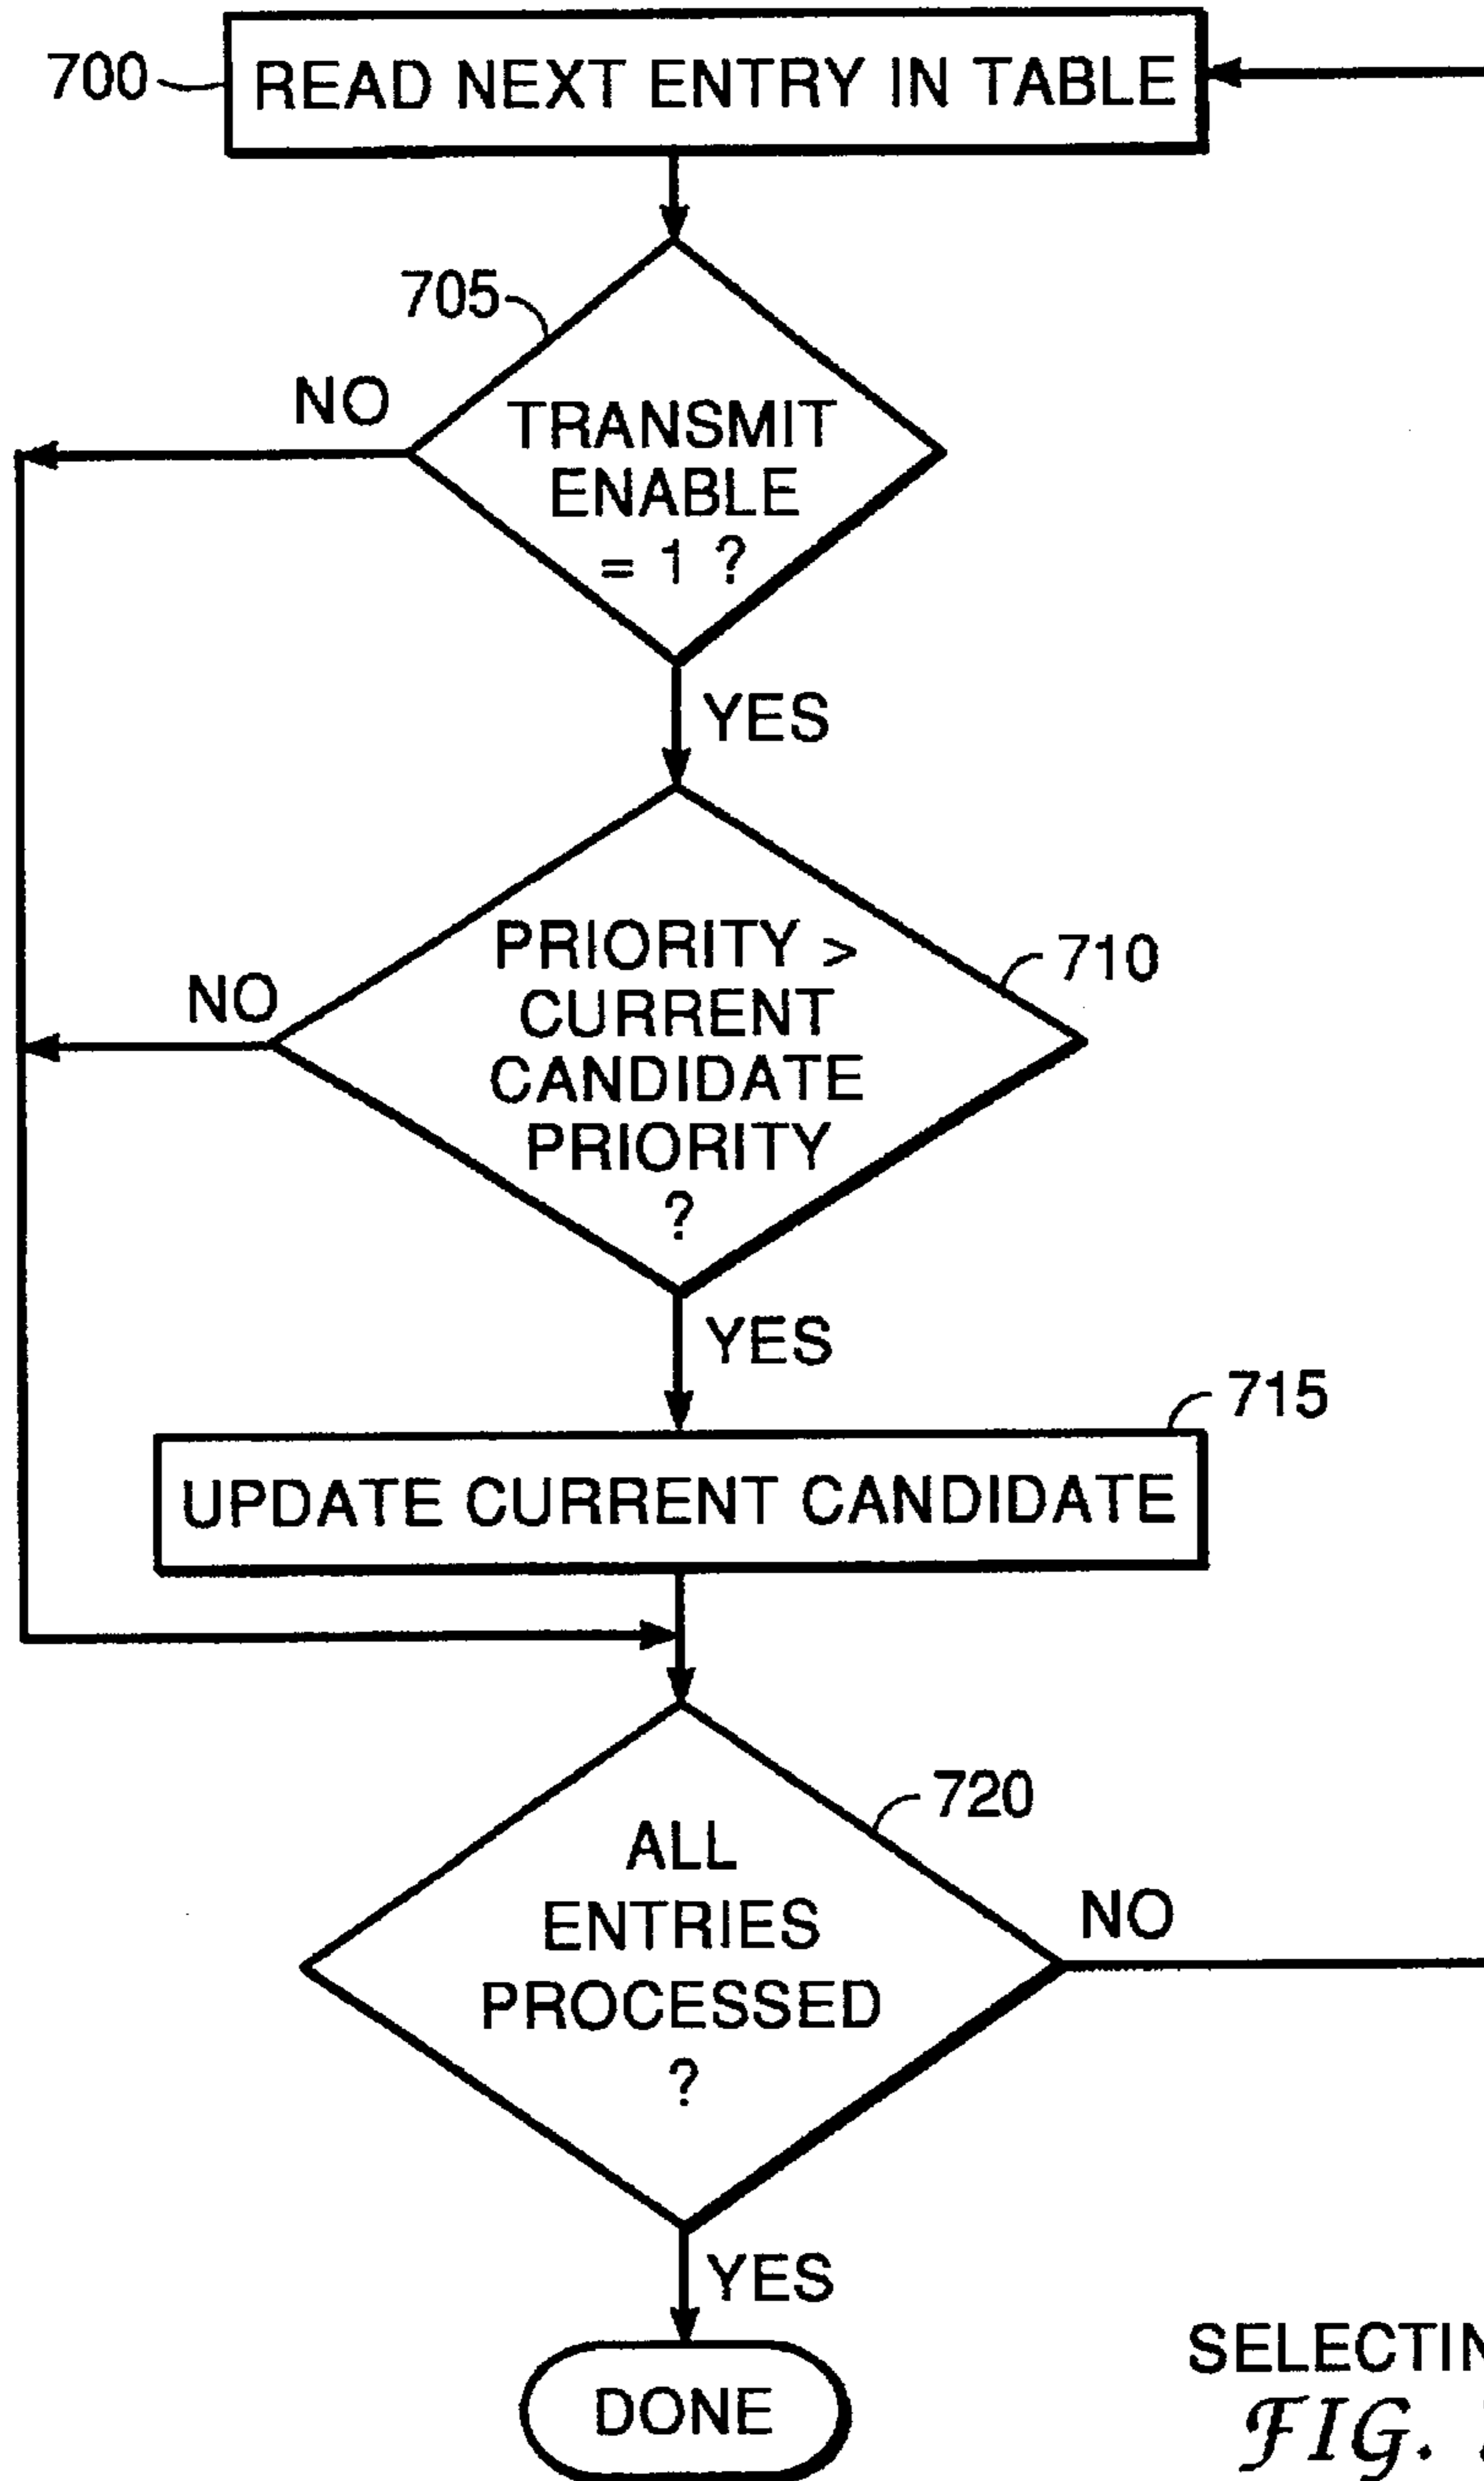 700
READ NEXT ENTRY IN TABLE
705
NO
TRANSMIT
ENABLE
= 1 ?
YES
710
NO
PRIORITY >
CURRENT
CANDIDATE
PRIORITY
?
YES
715
UPDATE CURRENT CANDIDATE
720
ALL
ENTRIES
PROCESSED
?
NO
YES
DONE
FIG.